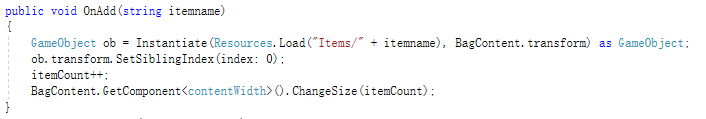 public void OnAdd(string itemname)
{
GameObject ob = Instantiate(Resources.Load("Items/" + itemname), BagContent.transform) as GameObject;
ob.transform.SetSiblingIndex(index: 0);
itemCount++;
BagContent.GetComponent<contentWidth>().ChangeSize(itemCount);
}